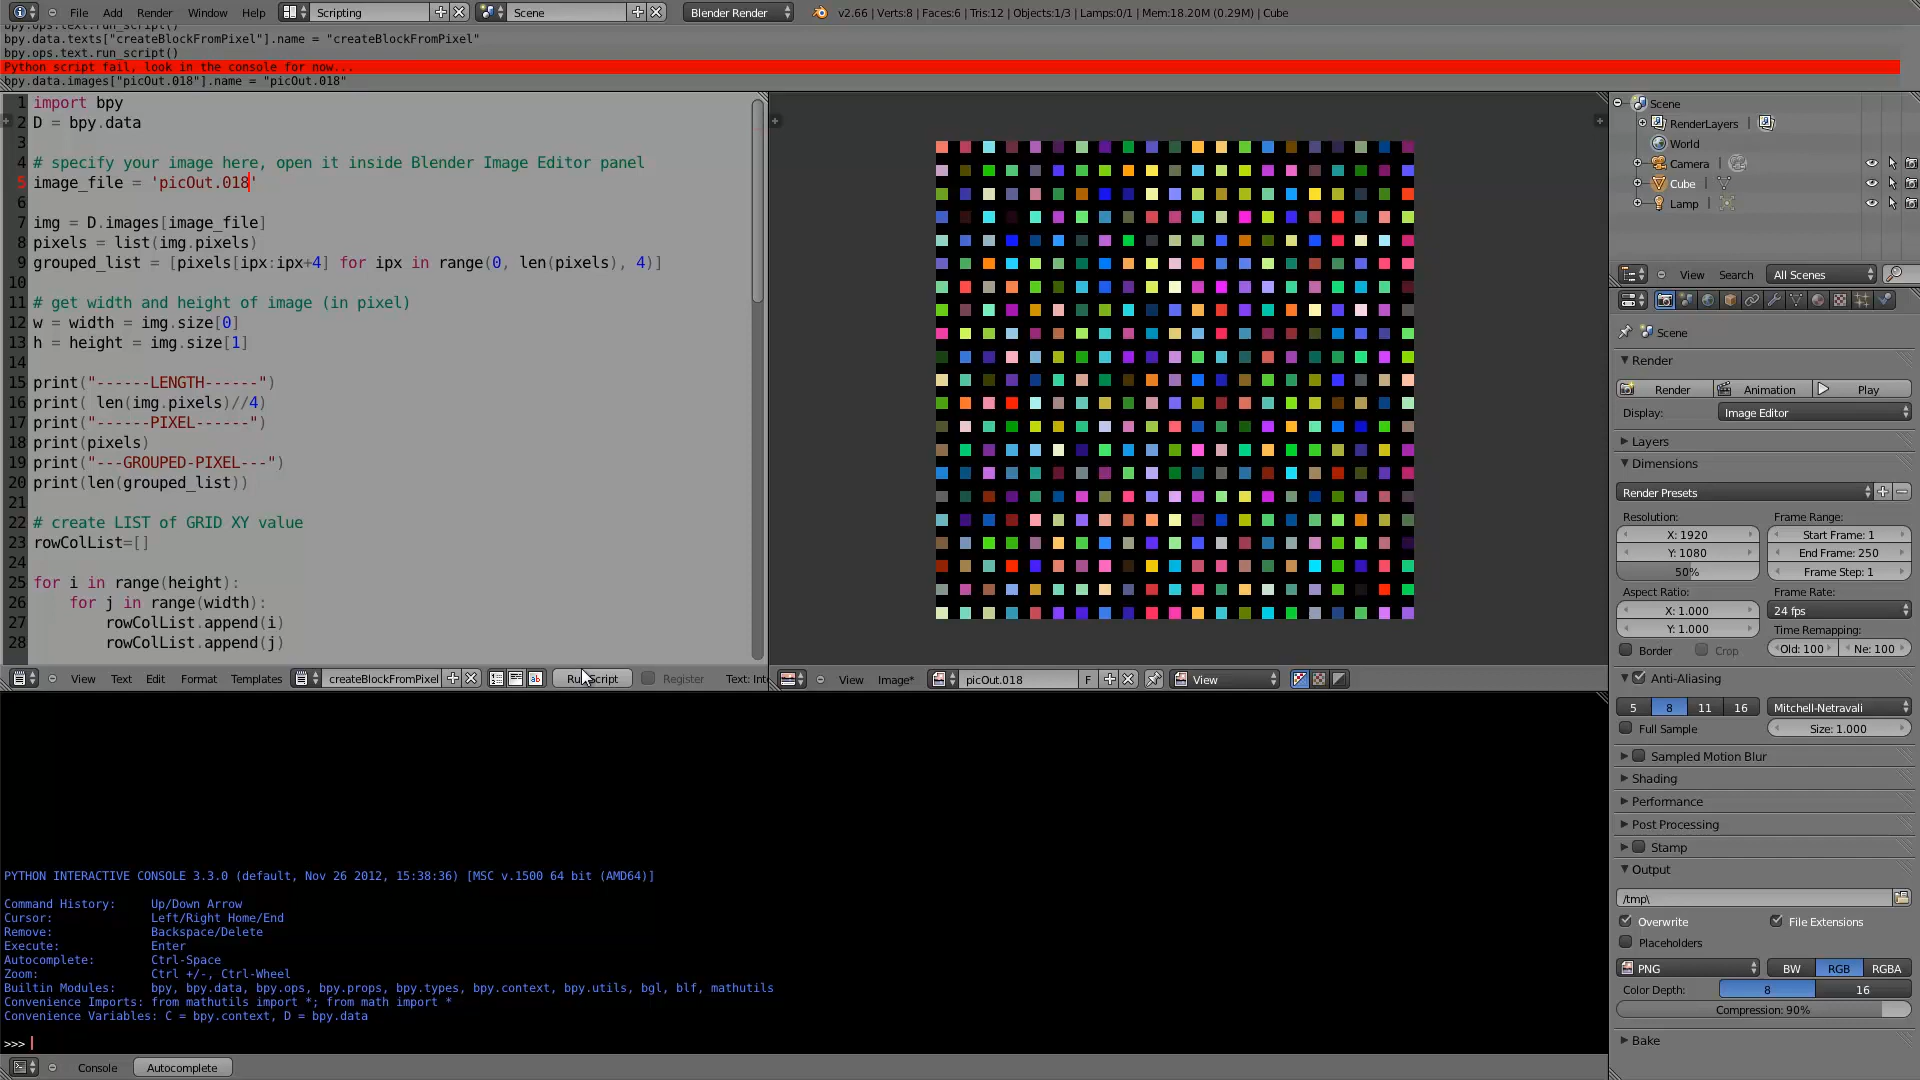 File Add Render Window Help Scripting Scene Blender Render v2.66 | Verts:8 | Faces:6 | Tris:12 | Objects:1/3 | Lamps:0/1 | Mem:18.20M (0.29M) | Cube
bpy.ops.text.run_script()
bpy.data.texts["createBlockFromPixel"].name = "createBlockFromPixel"
bpy.ops.text.run_script()
Python script fail, look in the console for now...
bpy.data.images["picOut.018"].name = "picOut.018"
1 import bpy
2 D = bpy.data
3
4 # specify your image here, open it inside Blender Image Editor panel
5 image_file = 'picOut.018'
6
7 img = D.images[image_file]
8 pixels = list(img.pixels)
9 grouped_list = [pixels[ipx:ipx+4] for ipx in range(0, len(pixels), 4)]
10
11 # get width and height of image (in pixel)
12 w = width = img.size[0]
13 h = height = img.size[1]
14
15 print("------LENGTH------")
16 print( len(img.pixels)//4)
17 print("------PIXEL------")
18 print(pixels)
19 print("---GROUPED-PIXEL---")
20 print(len(grouped_list))
21
22 # create LIST of GRID XY value
23 rowColList=[]
24
25 for i in range(height):
26 for j in range(width):
27 rowColList.append(i)
28 rowColList.append(j)
View Text Edit Format Templates createBlockFromPixel Run Script Register Text: Int
View Image* picOut.018 F View
PYTHON INTERACTIVE CONSOLE 3.3.0 (default, Nov 26 2012, 15:38:36) [MSC v.1500 64 bit (AMD64)]
Command History: Up/Down Arrow
Cursor: Left/Right Home/End
Remove: Backspace/Delete
Execute: Enter
Autocomplete: Ctrl-Space
Zoom: Ctrl +/-, Ctrl-Wheel
Builtin Modules: bpy, bpy.data, bpy.ops, bpy.props, bpy.types, bpy.context, bpy.utils, bgl, blf, mathutils
Convenience Imports: from mathutils import *; from math import *
Convenience Variables: C = bpy.context, D = bpy.data
>>>
Console Autocomplete
Scene
RenderLayers |
World
Camera |
Cube |
Lamp |
View Search All Scenes
Scene
Render
Render Animation Play
Display: Image Editor
Layers
Dimensions
Render Presets
Resolution: Frame Range:
X: 1920 Start Frame: 1
Y: 1080 End Frame: 250
50% Frame Step: 1
Aspect Ratio: Frame Rate:
X: 1.000 24 fps
Y: 1.000 Time Remapping:
Border Crop Old: 100 Ne: 100
Anti-Aliasing
5 8 11 16 Mitchell-Netravali
Full Sample Size: 1.000
Sampled Motion Blur
Shading
Performance
Post Processing
Stamp
Output
/tmp\
Overwrite File Extensions
Placeholders
PNG BW RGB RGBA
Color Depth: 8 16
Compression: 90%
Bake